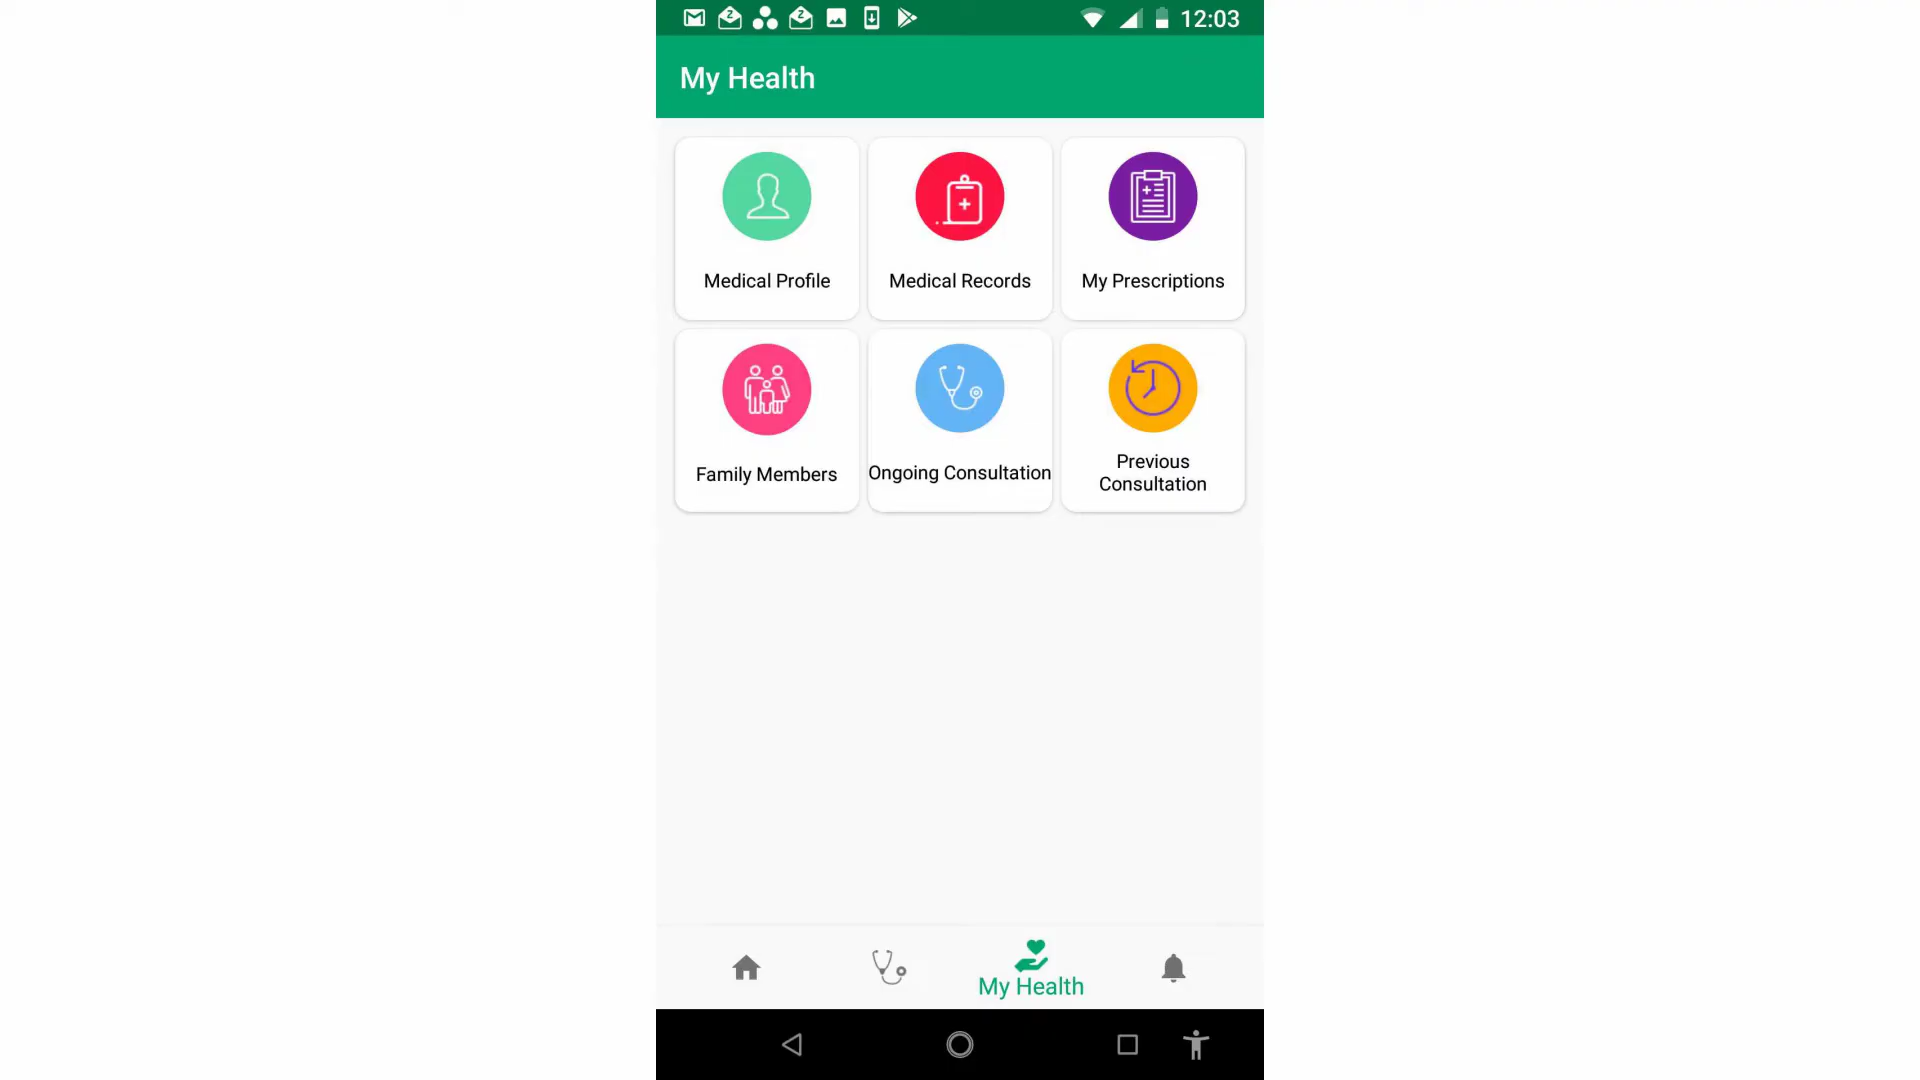 12:03
My Health
Medical Profile
Medical Records
My Prescriptions
Family Members
Ongoing Consultation
Previous
Consultation
My Health